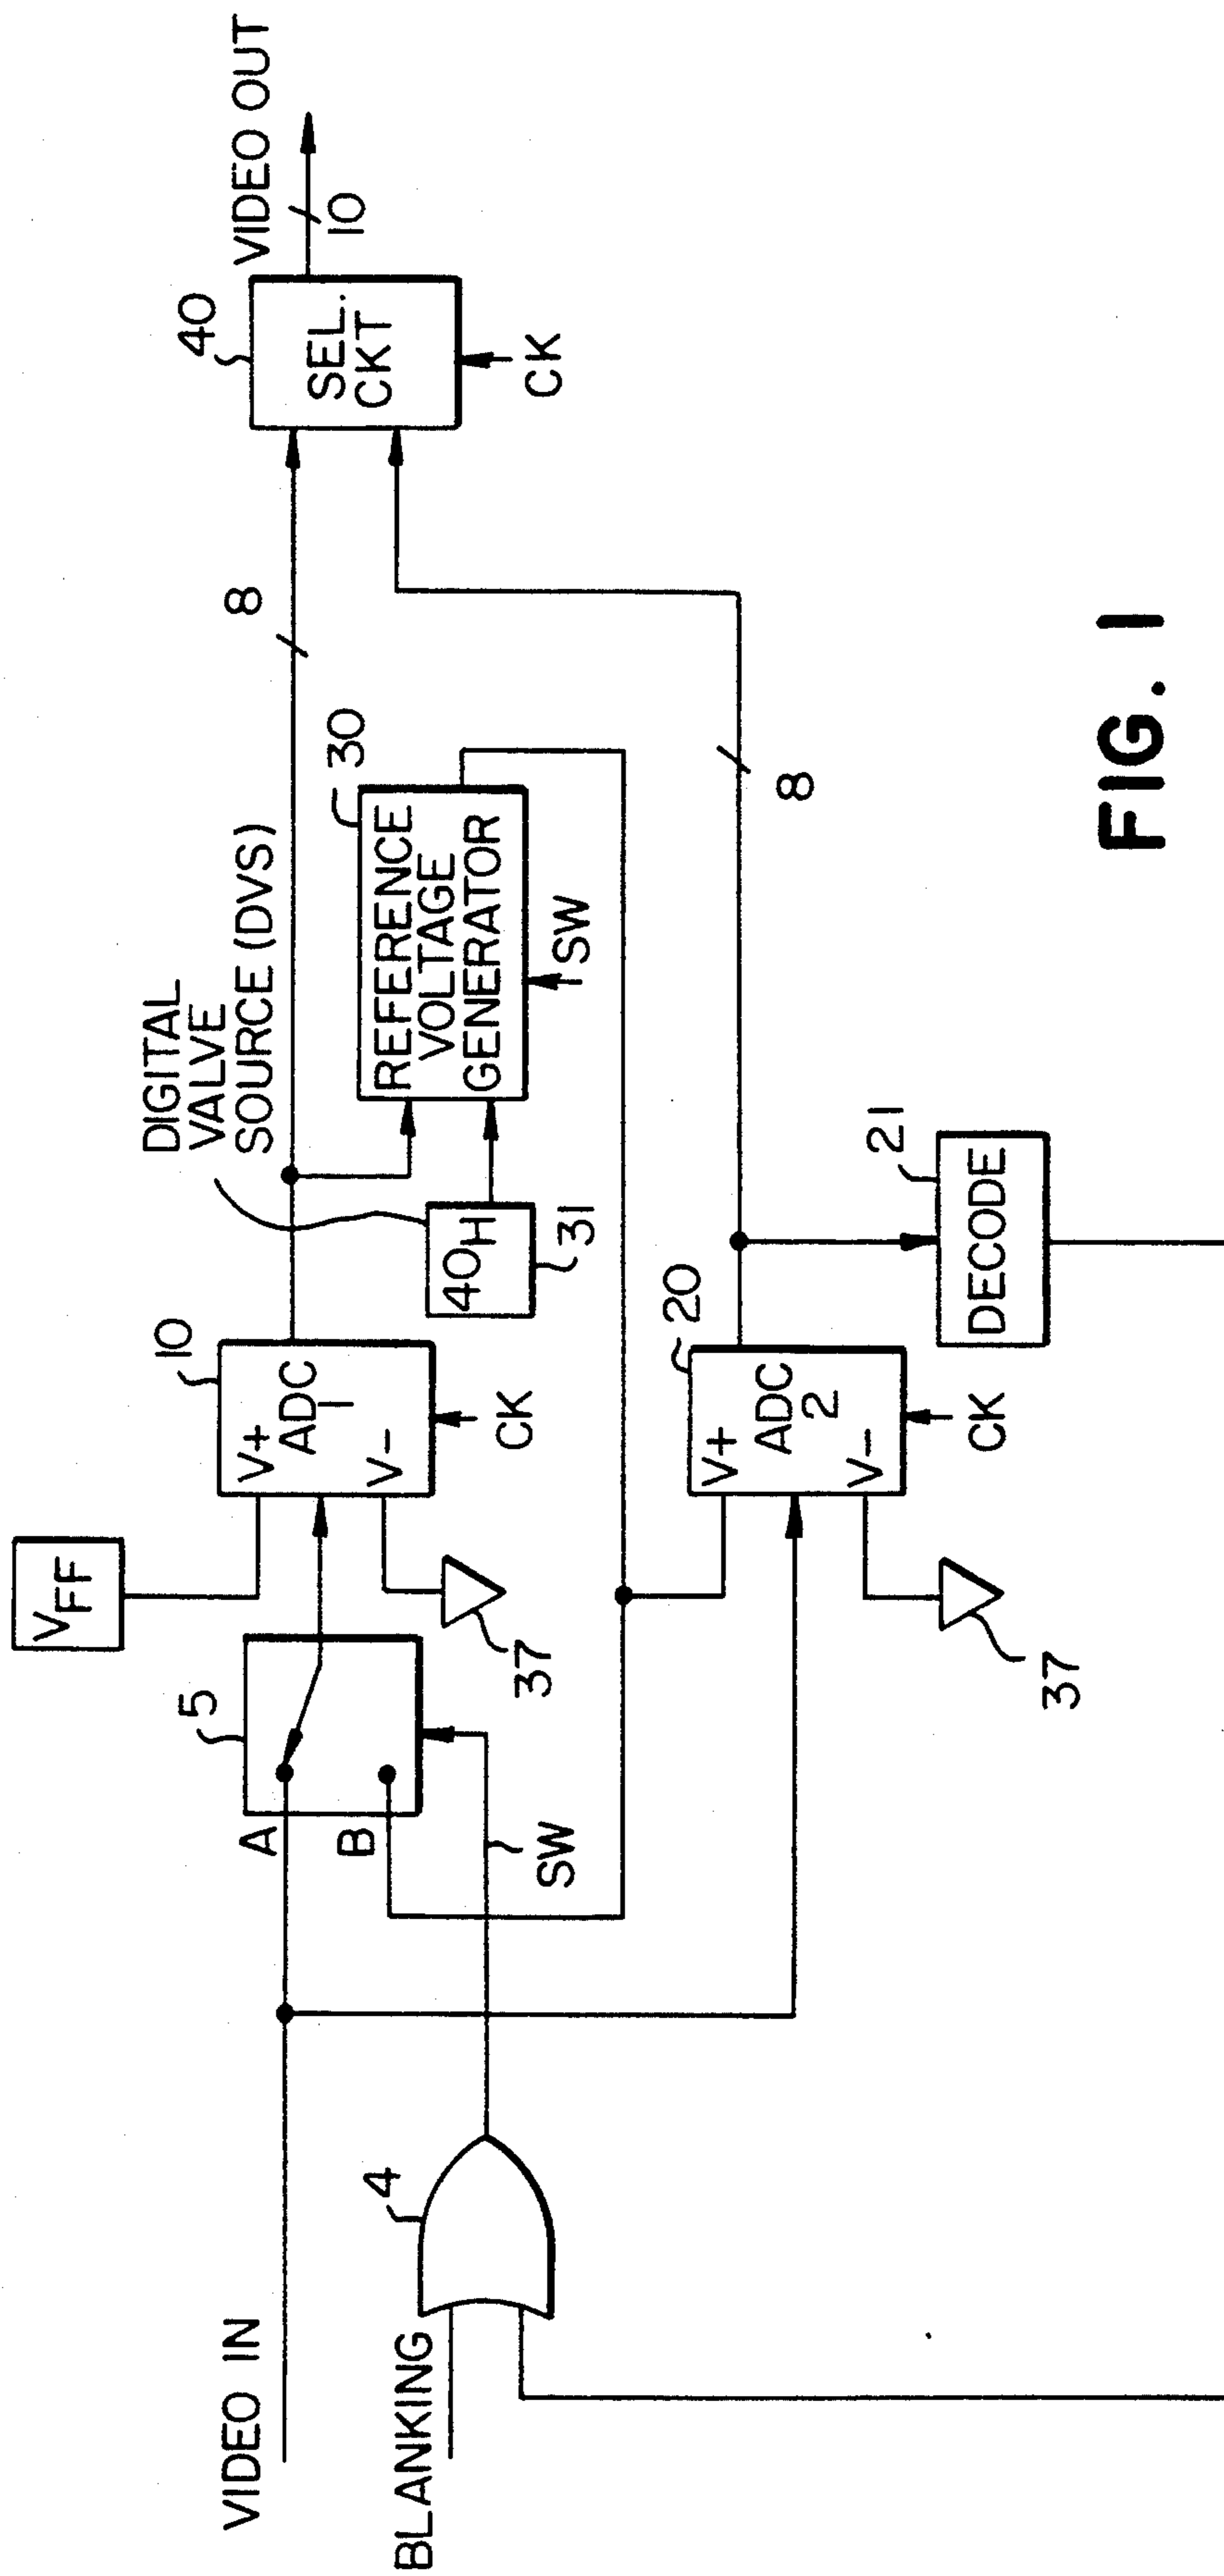 VIDEO IN
BLANKING
4
SW
5
A
B
VFF
37
10
V+
ADC
1
V-
CK
DIGITAL
VALVE
SOURCE (DVS)
40H
31
30
REFERENCE
VOLTAGE
GENERATOR
SW
8
40
SEL.
CKT
CK
VIDEO OUT
10
20
V+
ADC
2
V-
CK
37
21
DECODE
8
FIG. 1